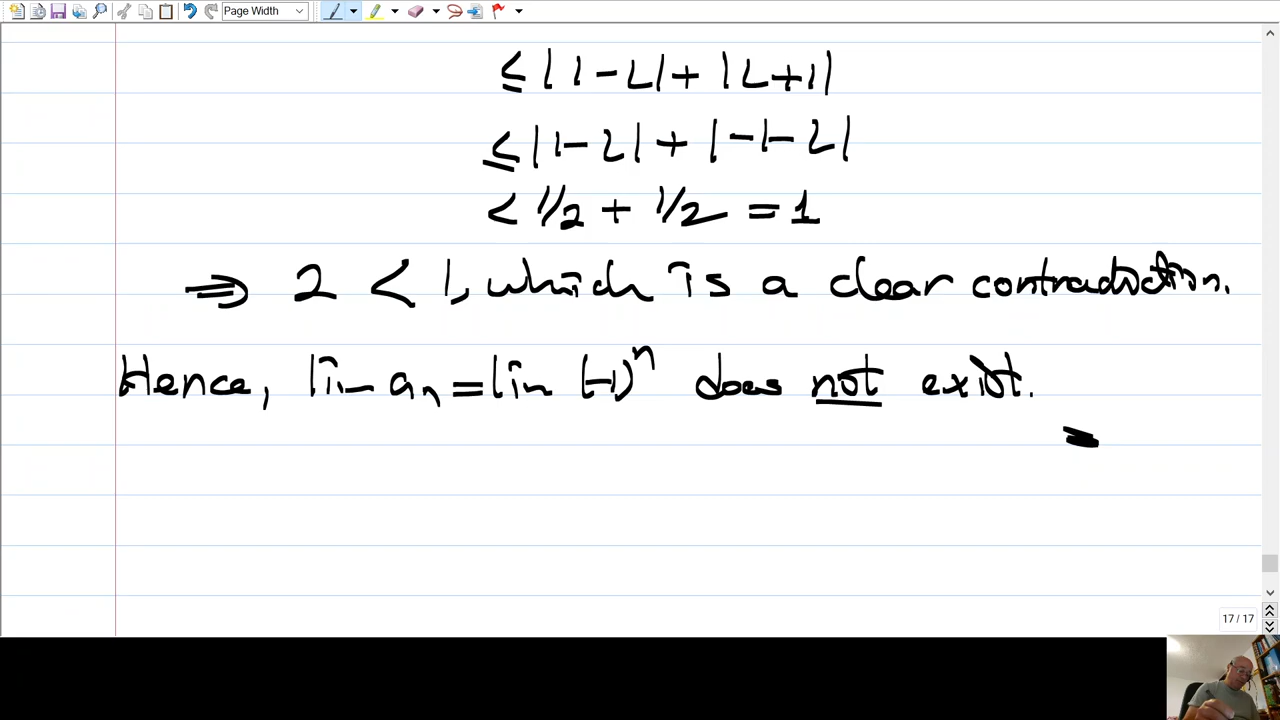 Page Width
≤ |1-L| + |L+1|
≤ |1-L| + |-1-L|
< 1/2 + 1/2 = 1
⇒ 2 < 1, which is a clear contradiction.
Hence, lim aₙ = lim (-1)ⁿ does not exist.
17 / 17